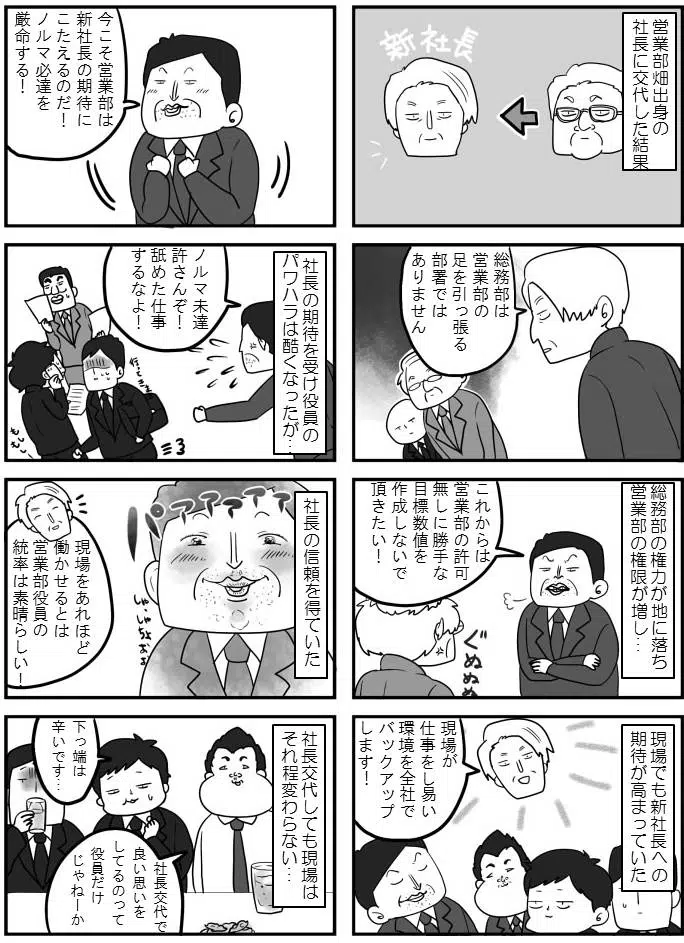 営業部畑出身の
社長に交代した結果
新社長
総務部は
営業部の
足を引っ張る
部署では
ありません
総務部の権力が地に落ち
営業部の権限が増し…
これからは
営業部の許可
無しに勝手な
目標数値を
作成しないで
頂きたい！
ぐぬぬぬ
現場でも新社長への
期待が高まっていた
現場が
仕事をし易い
環境を全社で
バックアップ
します！
今こそ営業部は
新社長の期待に
こたえるのだ！
ノルマ必達を
厳命する！
社長の期待を受け役員の
パワハラは酷くなったが…
ノルマ未達
許さんぞ！
舐めた仕事
するなよ！
行ってきます
社長の信頼を得ていた
パァァァァァ
しゃ、しゃちょおぉ
現場をあれほど
働かせるとは
営業部役員の
統率は素晴らしい！
社長交代しても現場は
それ程変わらない…
下っ端は
辛いです…
社長交代で
良い思いを
してるのって
役員だけ
じゃねーか